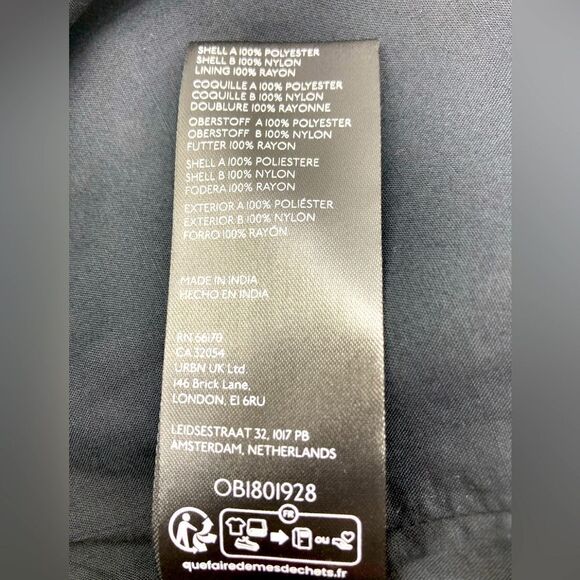 SHELL A 100% POLYESTER
SHELL B 100% NYLON
LINING 100% RAYON
COQUILLE A 100% POLYESTER
COQUILLE B 100% NYLON
DOUBLURE 100% RAYONNE
OBERSTOFF A 100% POLYESTER
OBERSTOFF B 100% NYLON
FUTTER 100% RAYON
SHELL A 100% POLIESTERE
SHELL B 100% NYLON
FODERA 100% RAYON
EXTERIOR A 100% POLIÉSTER
EXTERIOR B 100% NYLON
FORRO 100% RAYÓN
MADE IN INDIA
HECHO EN INDIA
RN 66170
CA 32054
URBN UK Ltd
146 Brick Lane,
LONDON, E1 6RU
LEIDSESTRAAT 32, 1017 PB
AMSTERDAM, NETHERLANDS
OB1801928
FR
OU
quefairedemesdechets.fr